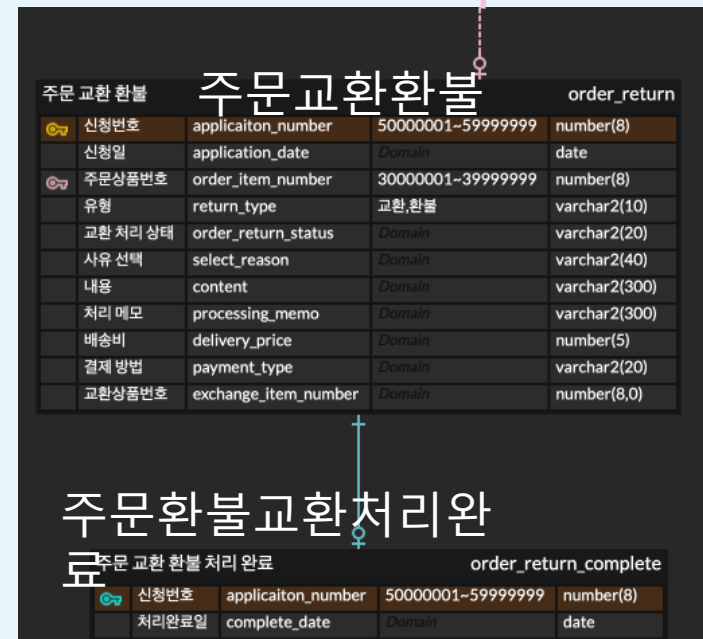 주문 교환 환불 주문교환환불 order_return
신청번호 applicaiton_number 50000001~59999999 number(8)
신청일 application_date Domain date
주문상품번호 order_item_number 30000001~39999999 number(8)
유형 return_type 교환,환불 varchar2(10)
교환 처리 상태 order_return_status Domain varchar2(20)
사유 선택 select_reason Domain varchar2(40)
내용 content Domain varchar2(300)
처리 메모 processing_memo Domain varchar2(300)
배송비 delivery_price Domain number(5)
결제 방법 payment_type Domain varchar2(20)
교환상품번호 exchange_item_number Domain number(8,0)
주문환불교환처리완
료
주문 교환 환불 처리 완료 order_return_complete
신청번호 applicaiton_number 50000001~59999999 number(8)
처리완료일 complete_date Domain date